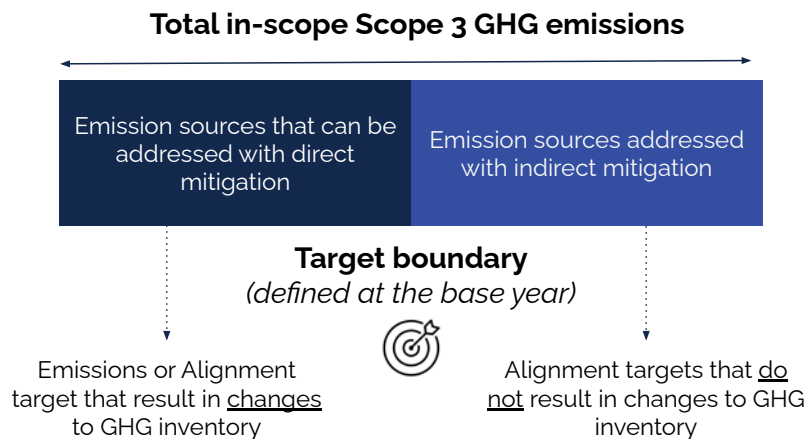 Total in-scope Scope 3 GHG emissions
Emission sources that can be
addressed with direct
mitigation
Emission sources addressed
with indirect mitigation
Target boundary
(defined at the base year)
Emissions or Alignment
target that result in changes
to GHG inventory
Alignment targets that do
not result in changes to GHG
inventory